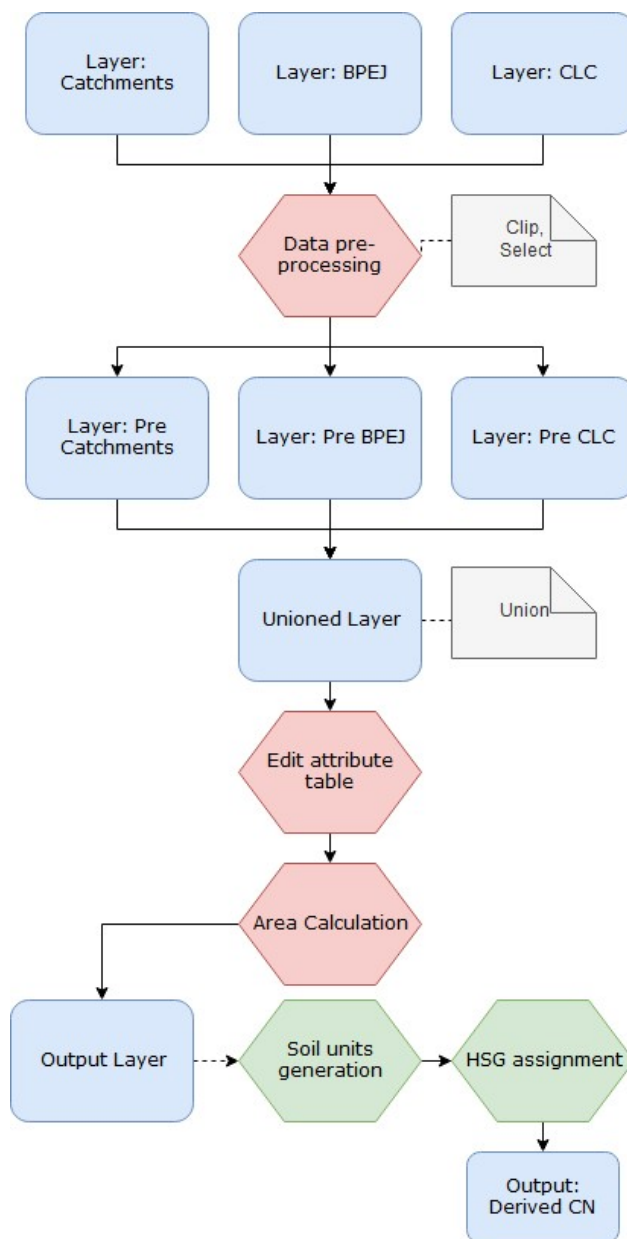 Layer:
Catchments
Layer: BPEJ
Layer: CLC
Data pre-
processing
Clip,
Select
Layer: Pre
Catchments
Layer: Pre BPEJ
Layer: Pre CLC
Unioned Layer
Union
Edit attribute
table
Area Calculation
Output Layer
Soil units
generation
HSG assignment
Output:
Derived CN